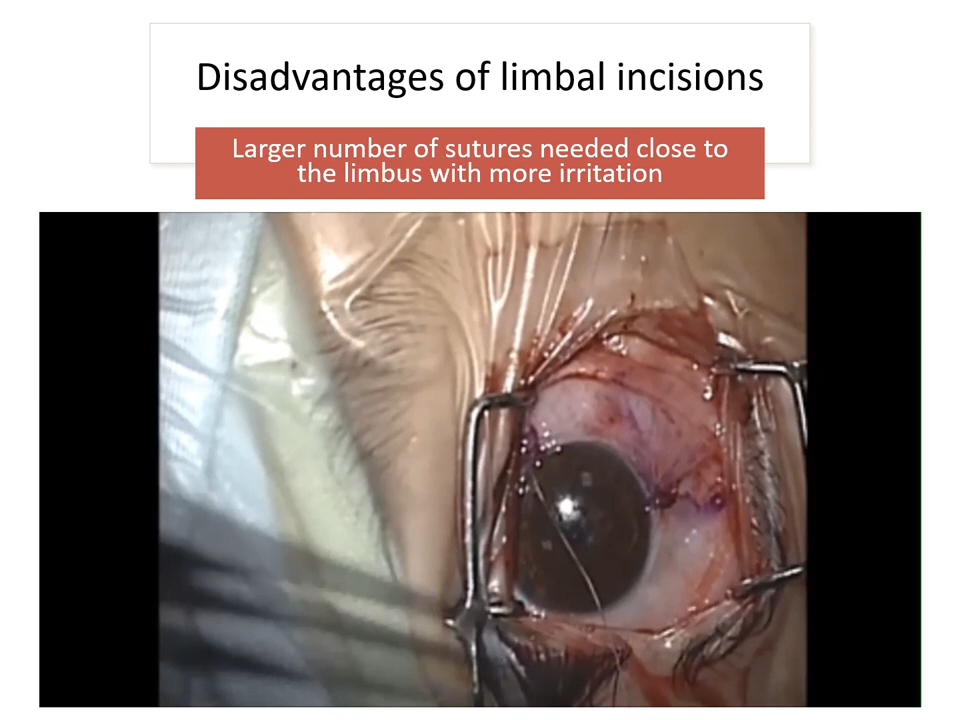 Disadvantages of limbal incisions
Larger number of sutures needed close to
the limbus with more irritation